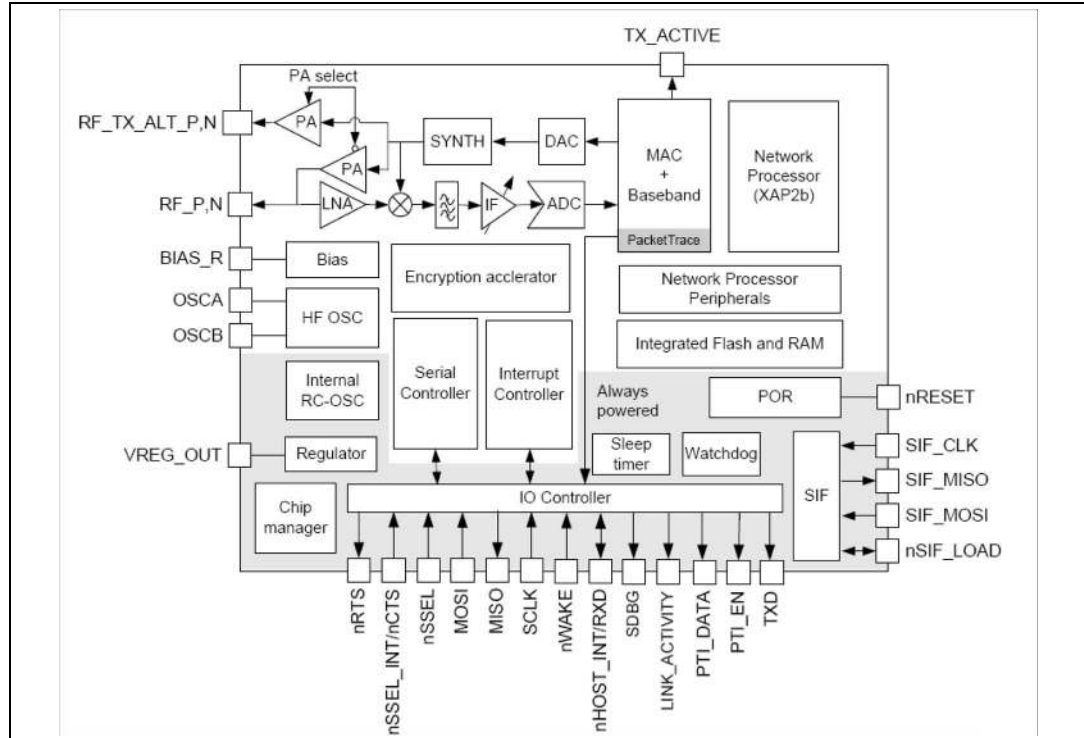 TX_ACTIVE
PA select
RF_TX_ALT_P,N
PA
SYNTH
DAC
MAC
+
Baseband
Network
Processor
(XAP2b)
PA
RF_P,N
LNA
IF
ADC
PacketTrace
BIAS_R
Bias
Encryption acclerator
Network Processor
Peripherals
OSCA
HF OSC
OSCB
Serial
Controller
Interrupt
Controller
Integrated Flash and RAM
Internal
RC-OSC
Always
powered
POR
nRESET
VREG_OUT
Regulator
Sleep
timer
Watchdog
SIF
SIF_CLK
SIF_MISO
SIF_MOSI
nSIF_LOAD
IO Controller
Chip
manager
nRTS
nSSEL_INT/nCTS
nSSEL
MOSI
MISO
SCLK
nWAKE
nHOST_INT/RXD
SDBG
LINK_ACTIVITY
PTI_DATA
PTI_EN
TXD